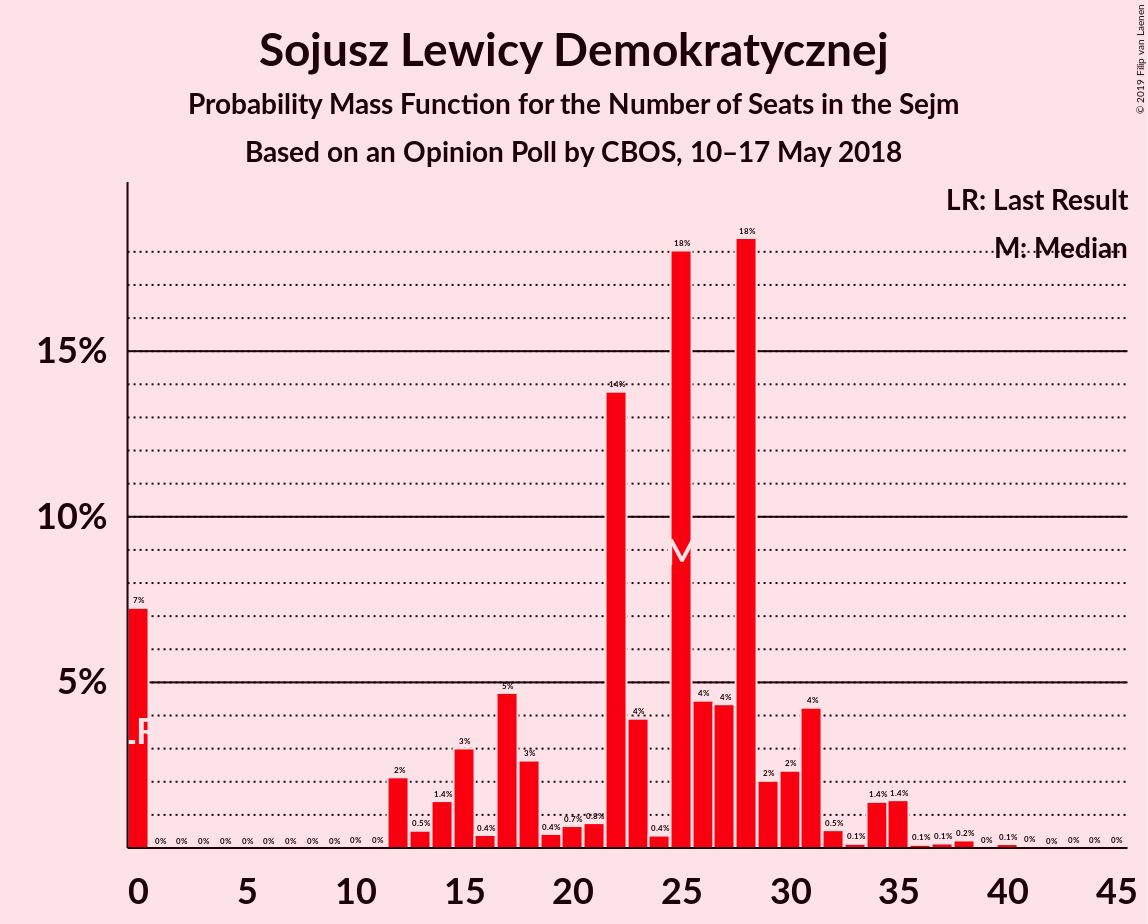 Sojusz Lewicy Demokratycznej
Probability Mass Function for the Number of Seats in the Sejm
Based on an Opinion Poll by CBOS, 10–17 May 2018
© 2019 Filip van Laenen
LR: Last Result
M: Median
15%
10%
5%
7% 0% 0% 0% 0% 0% 0% 0% 0% 0% 0% 0% 2% 0.5% 1.4% 3% 0.4% 5% 3% 0.4% 0.7% 0.8% 14% 4% 0.4% 18% 4% 4% 18% 2% 2% 4% 0.5% 0.1% 1.4% 1.4% 0.1% 0.1% 0.2% 0% 0.1% 0% 0% 0% 0% 0%
LR
M
0 5 10 15 20 25 30 35 40 45